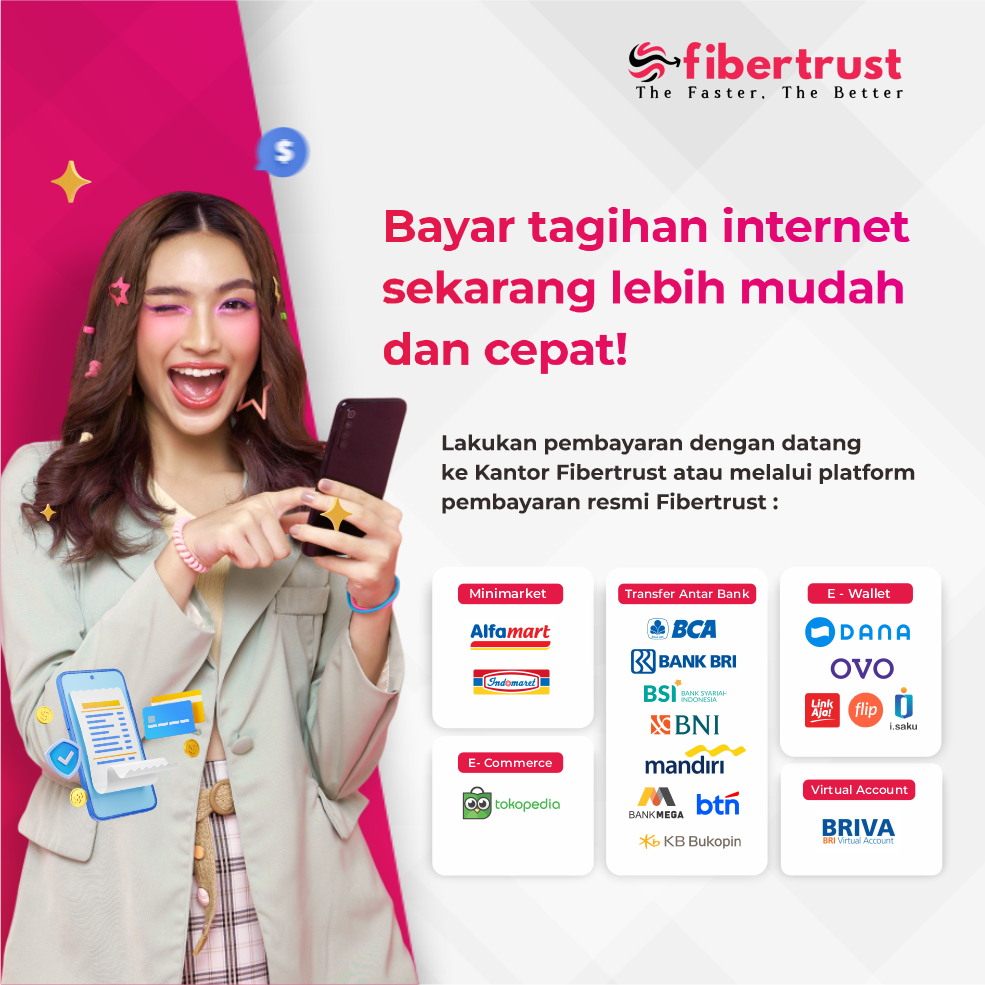 fibertrust
The Faster, The Better
$
Bayar tagihan internet
sekarang lebih mudah
dan cepat!
Lakukan pembayaran dengan datang
ke Kantor Fibertrust atau melalui platform
pembayaran resmi Fibertrust :
Minimarket
Alfamart
Indomaret
E- Commerce
tokopedia
Transfer Antar Bank
BCA
BANK BRI
BSI BANK SYARIAH
INDONESIA
BNI
mandiri
BANK MEGA
btn
KB Bukopin
E - Wallet
DANA
OVO
Link
Aja!
flip
i.saku
Virtual Account
BRIVA
BRI Virtual Account